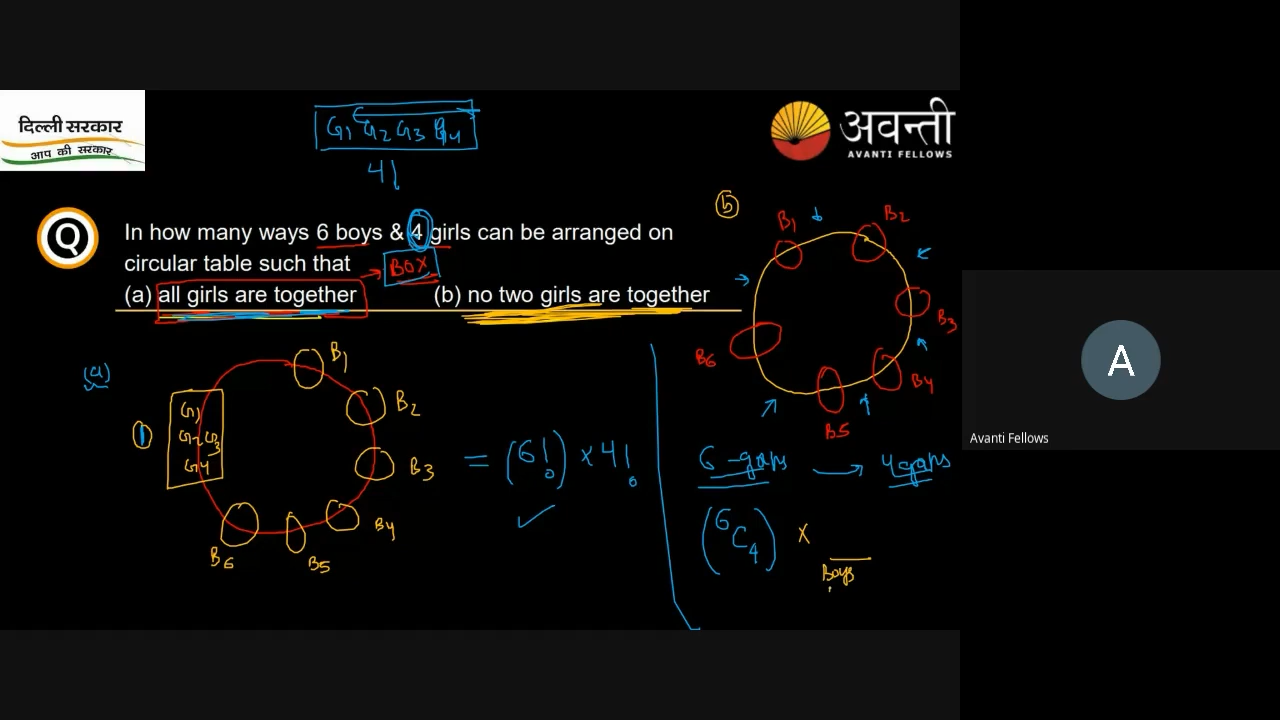 दिल्ली सरकार
आप की सरकार
G1 G2 G3 G4
4!
अवन्ती
AVANTI FELLOWS
Q
In how many ways 6 boys & 4 girls can be arranged on
circular table such that
BOX
(a) all girls are together (b) no two girls are together
(b)
B1
B2
B3
B4
B5
B6
(a)
1
G1
G2 G3
G4
B1
B2
B3
B4
B5
B6
= (6!) × 4!
6-gaps → 4 gaps
(6C4) ×
Boys
A
Avanti Fellows